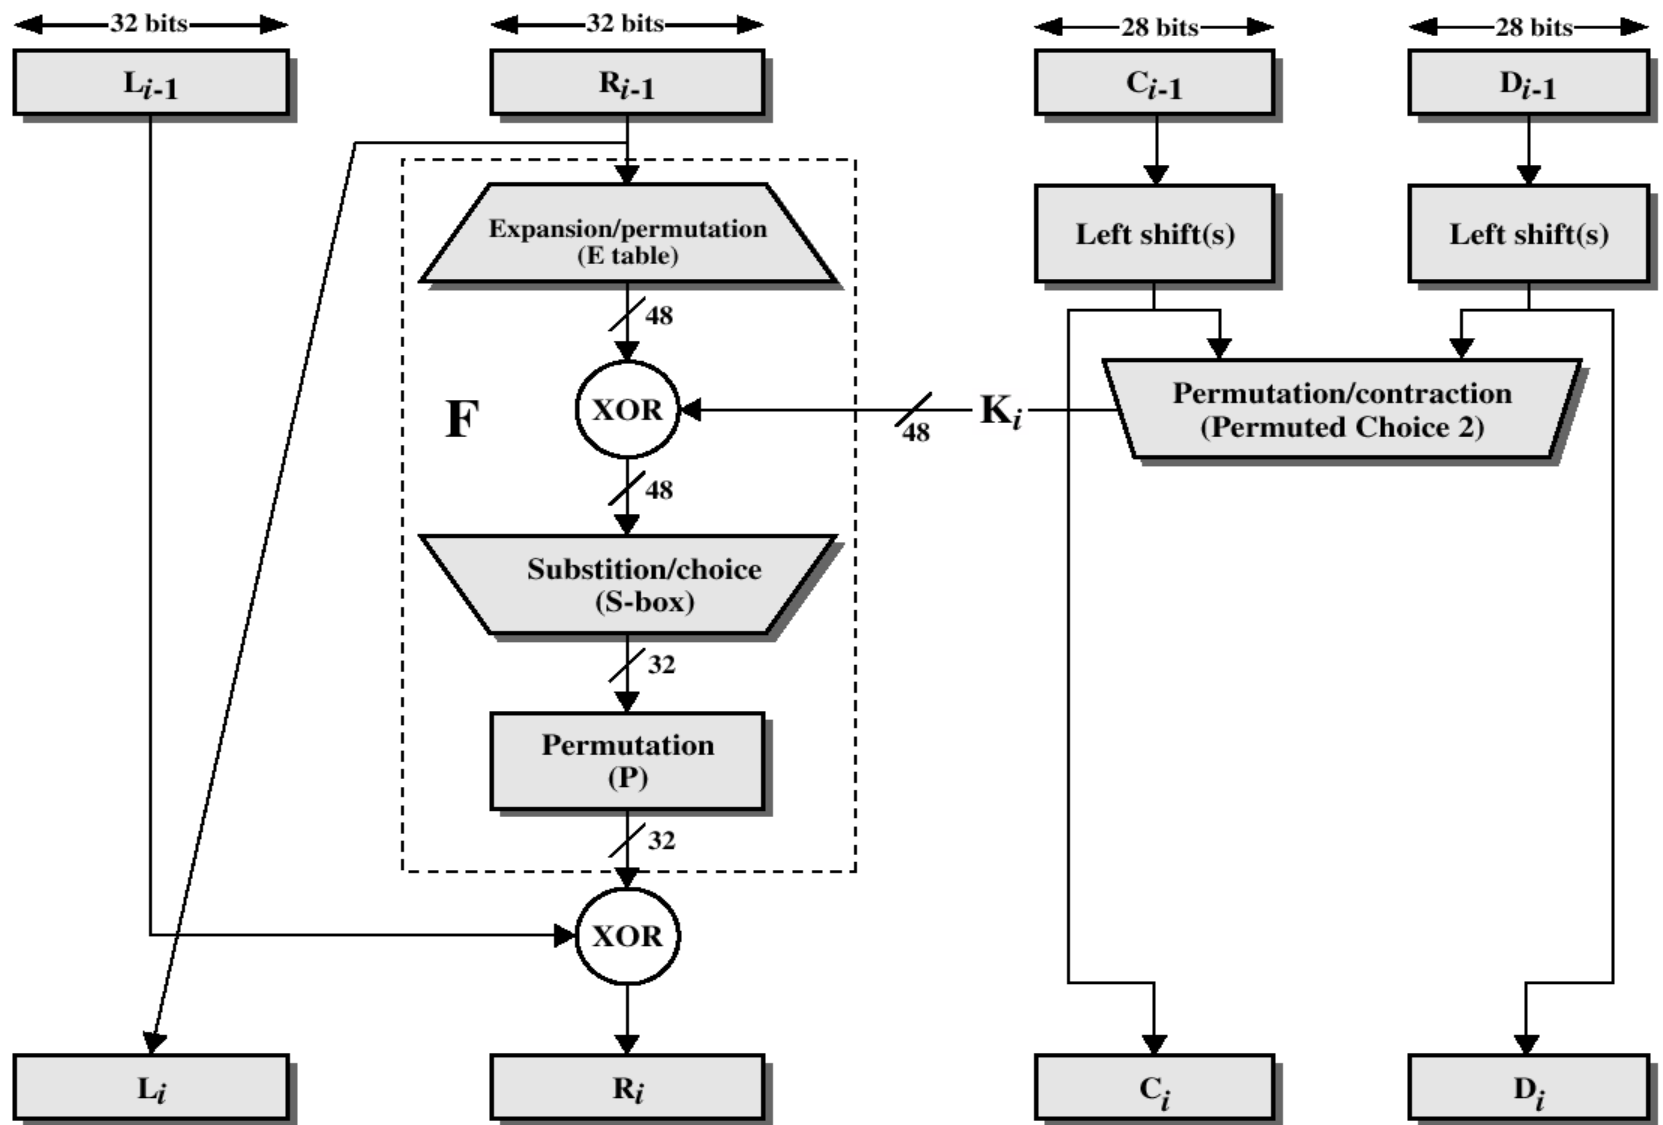 32 bits
32 bits
28 bits
28 bits
Li-1
Ri-1
Ci-1
Di-1
Expansion/permutation
(E table)
Left shift(s)
Left shift(s)
48
F
XOR
48
Ki
Permutation/contraction
(Permuted Choice 2)
48
Substition/choice
(S-box)
32
Permutation
(P)
32
XOR
Li
Ri
Ci
Di